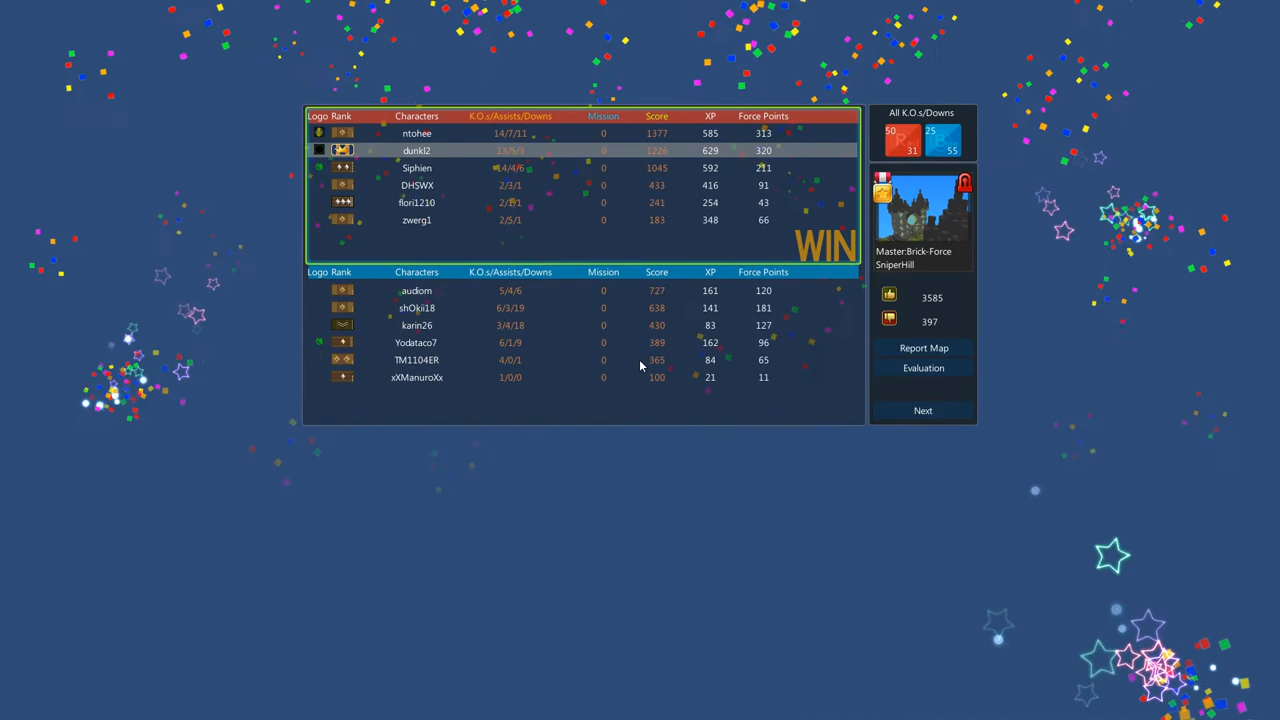 Logo Rank Characters K.O.s/Assists/Downs Mission Score XP Force Points
ntohee 14/7/11 0 1377 585 313
dunkl2 13/5/3 0 1226 629 320
Siphien 14/4/6 0 1045 592 211
DHSWX 2/3/1 0 433 416 91
flori1210 0 241 254 43
zwerg1 2/5/1 0 183 348 66
WIN
Logo Rank Characters K.O.s/Assists/Downs Mission Score XP Force Points
audiom 5/4/6 0 727 161 120
shOkii18 6/3/19 0 638 141 181
karin26 3/4/18 0 430 83 127
Yodataco7 6/1/9 0 389 162 96
TM1104ER 4/0/1 0 365 84 65
xXManuroXx 1/0/0 0 100 21 11
All K.O.s/Downs
50 31 25 55
Master:Brick-Force
SniperHill
3585
397
Report Map
Evaluation
Next